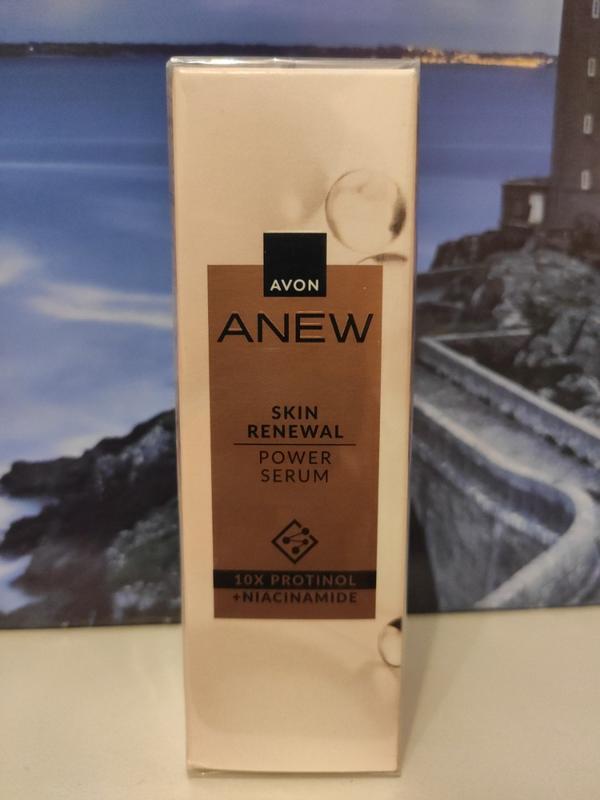 AVON
ANEW
SKIN
RENEWAL
POWER
SERUM
10X PROTINOL
+NIACINAMIDE